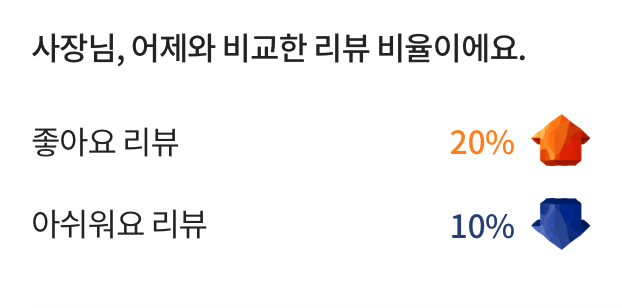 사장님, 어제와 비교한 리뷰 비율이에요.
좋아요 리뷰 20%
아쉬워요 리뷰 10%